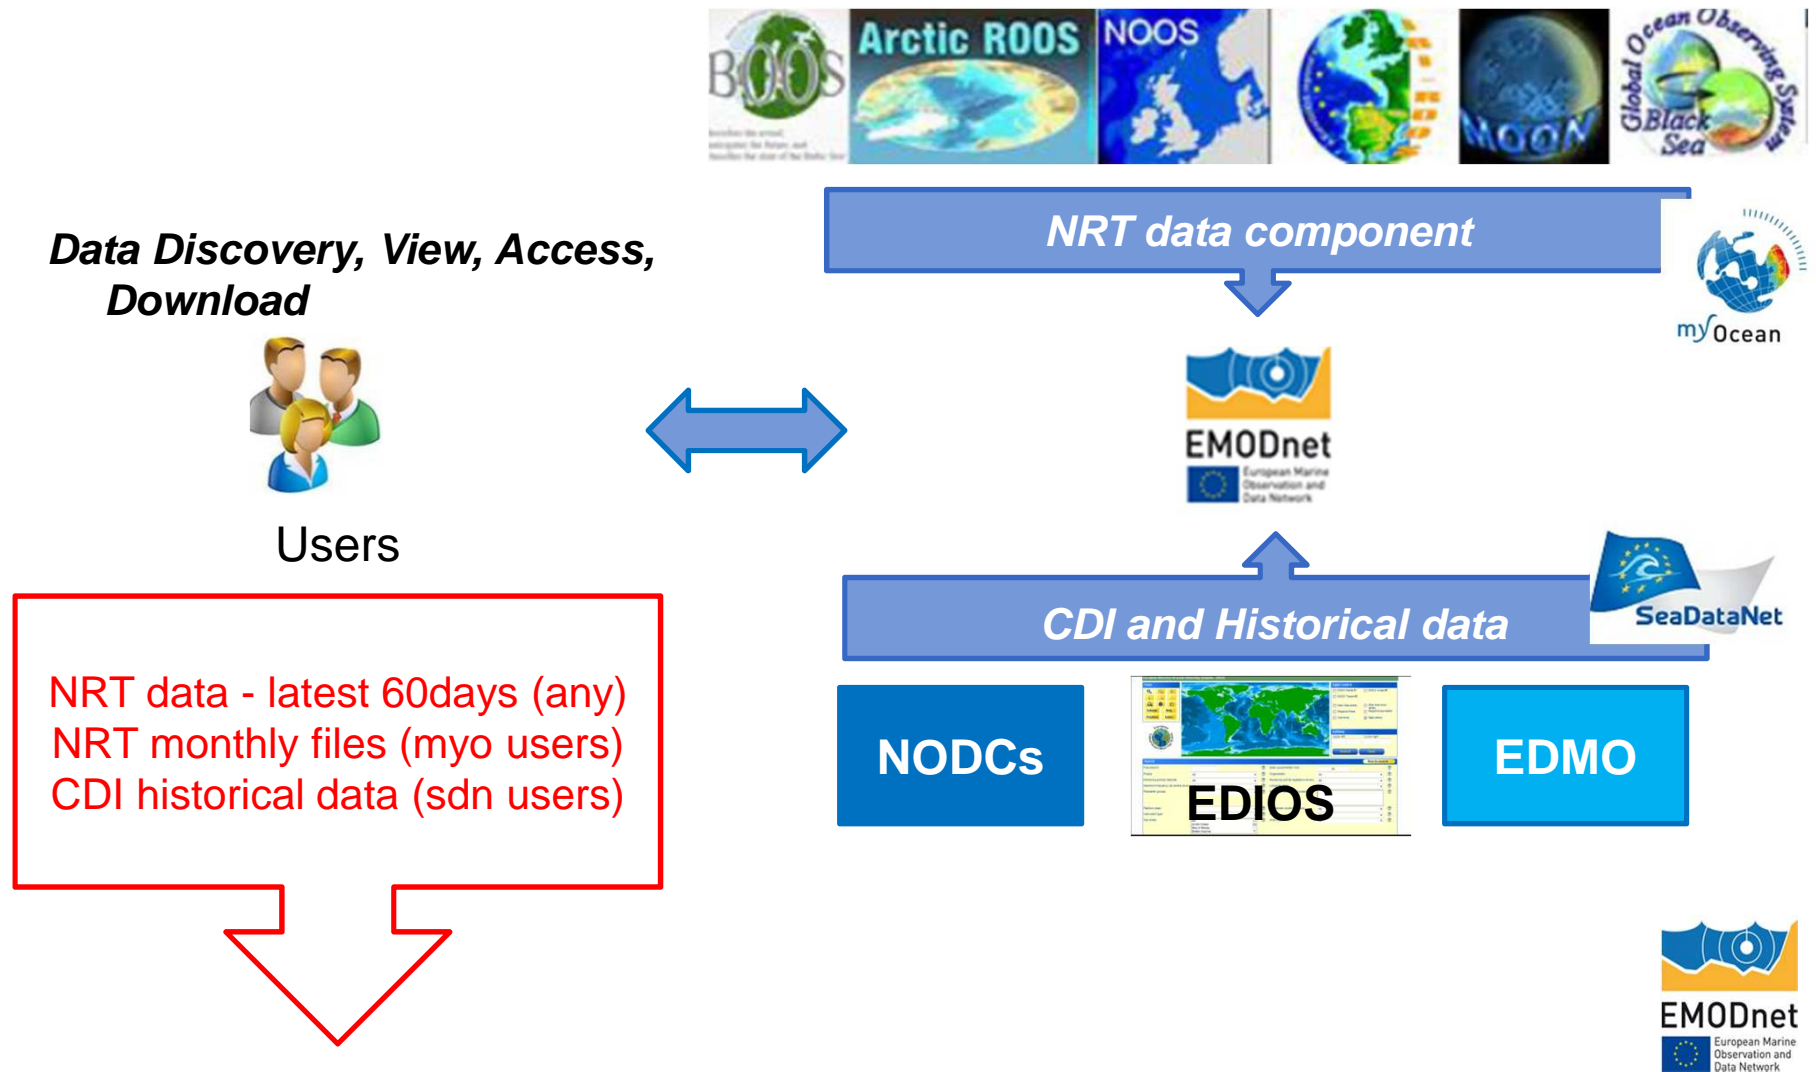 BOOS
Arctic ROOS
NOOS
MOON
Global Ocean Observing System
Black
Sea
NRT data component
my Ocean
Data Discovery, View, Access,
Download
EMODnet
European Marine
Observation and
Data Network
Users
CDI and Historical data
SeaDataNet
NRT data - latest 60days (any)
NRT monthly files (myo users)
CDI historical data (sdn users)
NODCs
EDIOS
EDMO
EMODnet
European Marine
Observation and
Data Network